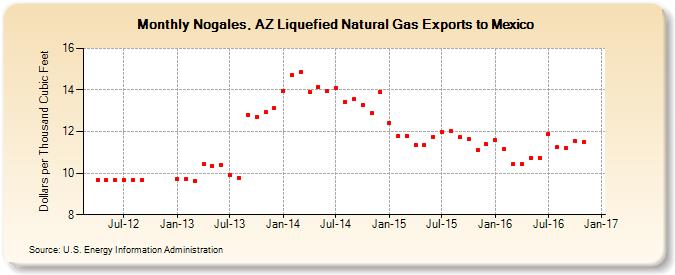 Monthly Nogales, AZ Liquefied Natural Gas Exports to Mexico
Dollars per Thousand Cubic Feet
16
14
12
10
8
Jul-12 Jan-13 Jul-13 Jan-14 Jul-14 Jan-15 Jul-15 Jan-16 Jul-16 Jan-17
Source: U.S. Energy Information Administration